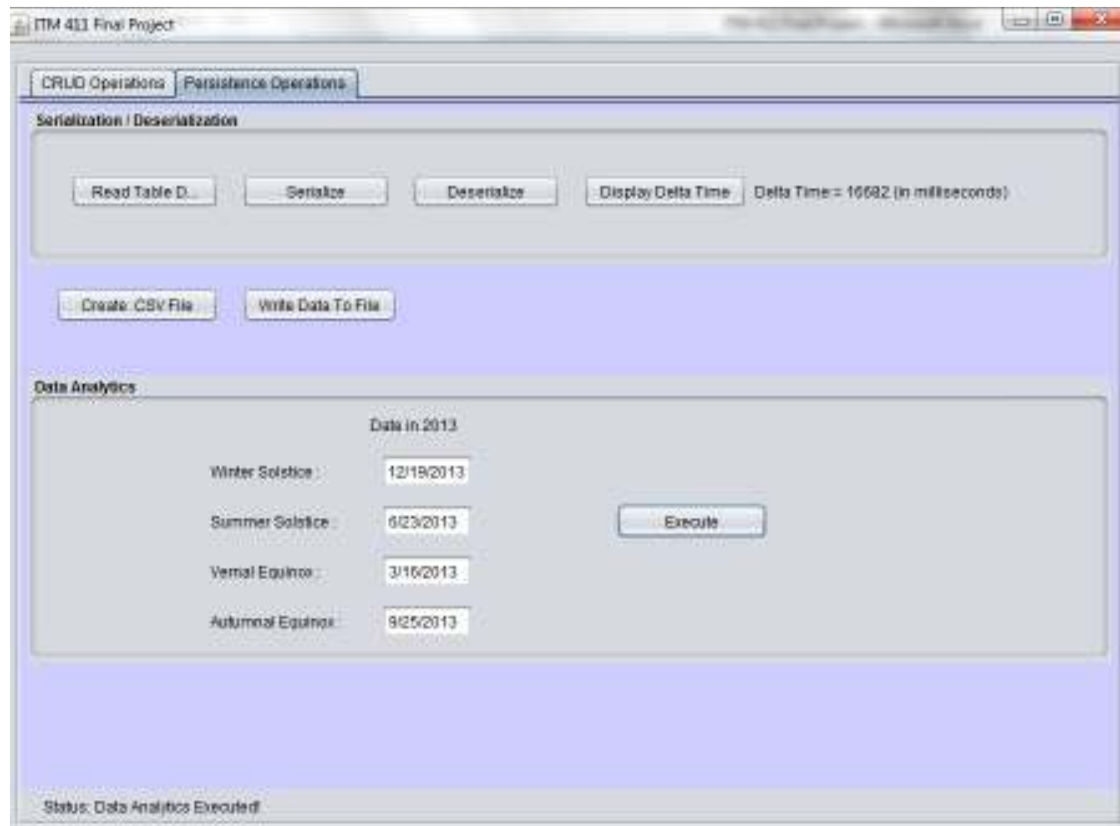 ITM 411 Final Project
CRUD Operations Persistence Operations
Serialization / Deserialization
Read Table D... Serialize Deserialize Display Delta Time Delta Time = 16682 (in milliseconds)
Create .CSV File Write Data To File
Data Analytics
Date in 2013
Winter Solstice : 12/19/2013
Summer Solstice : 6/23/2013
Execute
Vernal Equinox : 3/16/2013
Autumnal Equinox : 9/25/2013
Status: Data Analytics Executed!